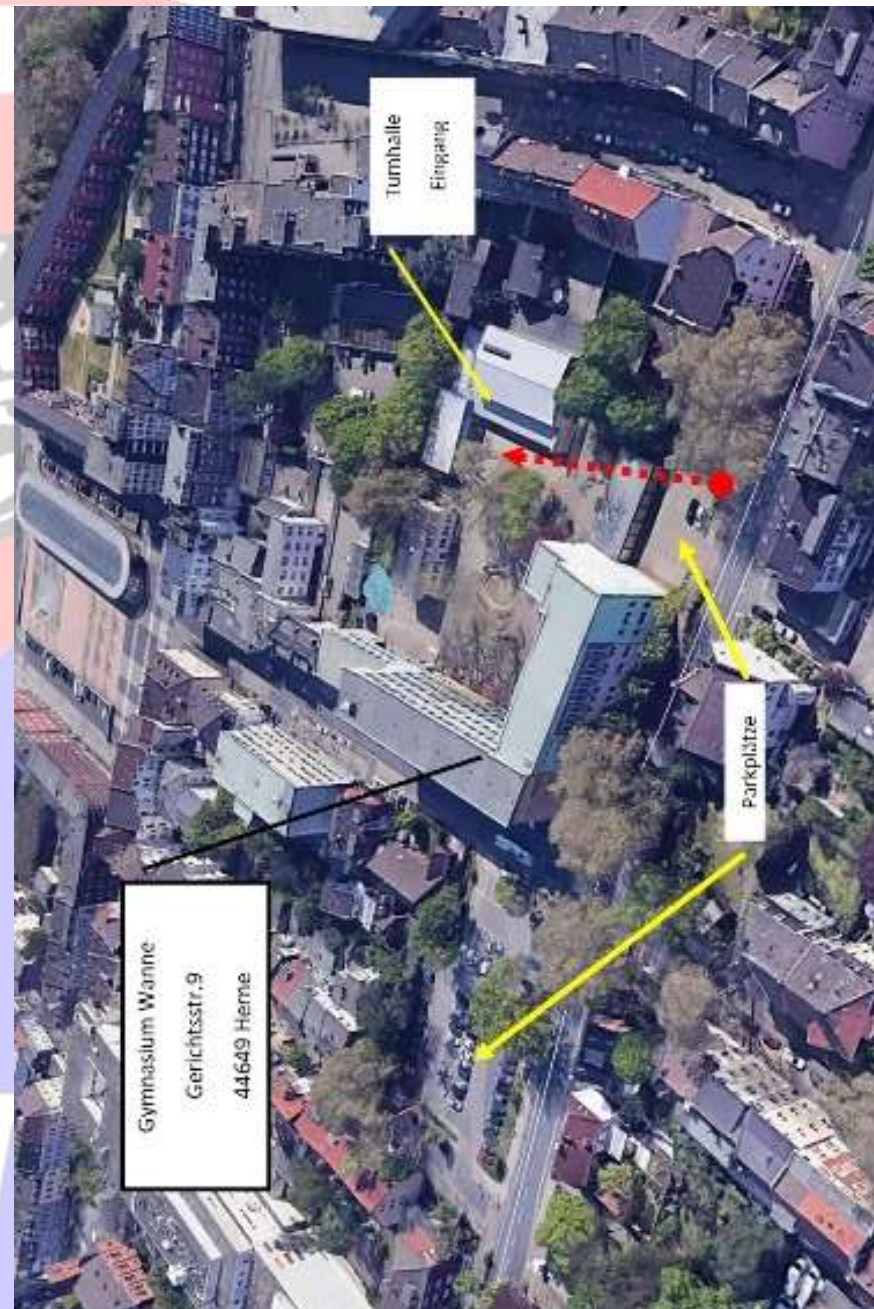 Turnhalle
Eingang
Parkplätze
Gymnasium Wanne
Gerichtsstr.9
44649 Herne